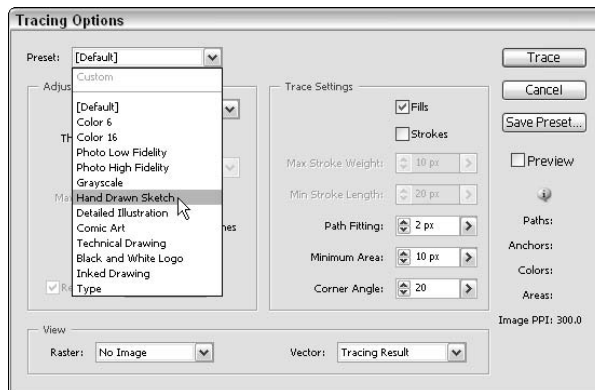 Tracing Options
Preset: [Default]
Custom
[Default]
Color 6
Color 16
Photo Low Fidelity
Photo High Fidelity
Grayscale
Hand Drawn Sketch
Detailed Illustration
Comic Art
Technical Drawing
Black and White Logo
Inked Drawing
Type
Trace Settings
Fills
Strokes
Max Stroke Weight: 10 px
Min Stroke Length: 20 px
Path Fitting: 2 px
Minimum Area: 10 px
Corner Angle: 20
Trace
Cancel
Save Preset...
Preview
Paths:
Anchors:
Colors:
Areas:
Image PPI: 300.0
View
Raster: No Image
Vector: Tracing Result